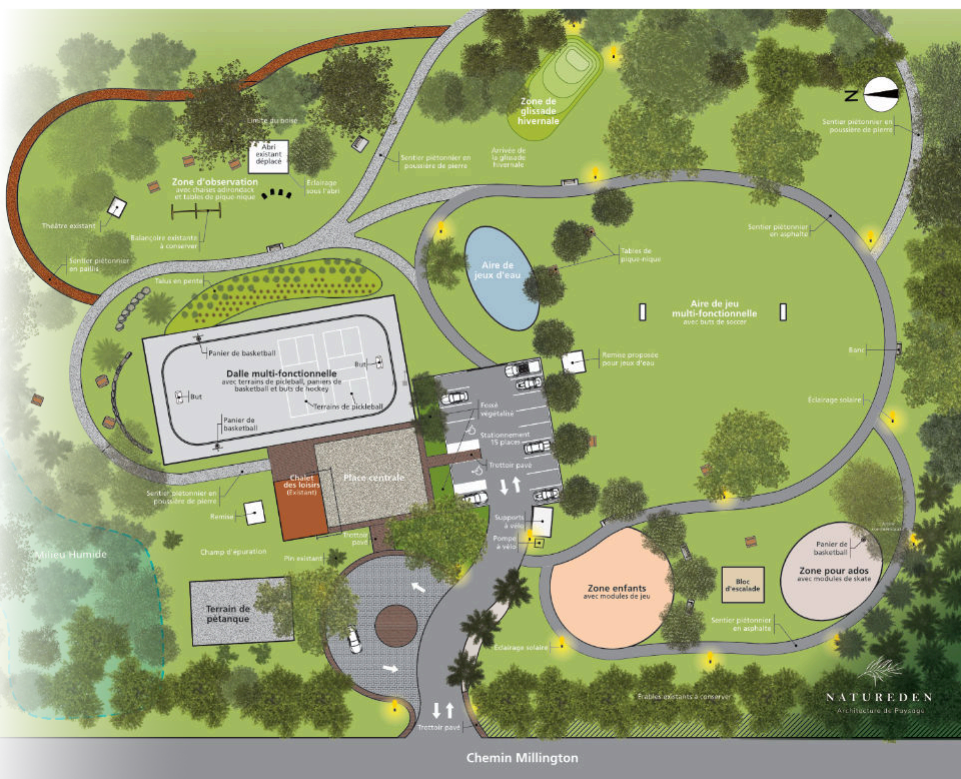 Zone de
glissade
hivernale
N
Limite du boisé
Abri
existant
déplacé
Sentier piétonnier en
poussière de pierre
Arrivée de
la glissade
hivernale
Sentier piétonnier en
poussière de pierre
Zone d'observation
avec chaises adirondack
et tables de pique-nique
Éclairage
sous l'abri
Théâtre existant
Balançoire existante
à conserver
Sentier piétonnier
en paillis
Sentier piétonnier
en asphalte
Aire de
jeux d'eau
Tables de
pique-nique
Talus en pente
Aire de jeu
multi-fonctionnelle
avec buts de soccer
Panier de basketball
Dalle multi-fonctionnelle
avec terrains de pickleball, paniers de
basketball et buts de hockey
But
But
Terrains de pickleball
Panier de
basketball
Remise proposée
pour jeux d'eau
Banc
Éclairage solaire
Fossé
végétalisé
Stationnement
15 places
Trottoir pavé
Sentier piétonnier en
poussière de pierre
Chalet
des loisirs
(Existant)
Place centrale
Remise
Supports
à vélo
Pompe
à vélo
Trottoir
pavé
Champ d'épuration
Pin existant
Milieu Humide
Terrain de
pétanque
Zone enfants
avec modules de jeu
Bloc
d'escalade
Panier de
basketball
Zone pour ados
avec modules de skate
Sentier piétonnier
en asphalte
Éclairage solaire
Érables existants à conserver
NATUREDEN
Architecture de Paysage
Trottoir pavé
Chemin Millington